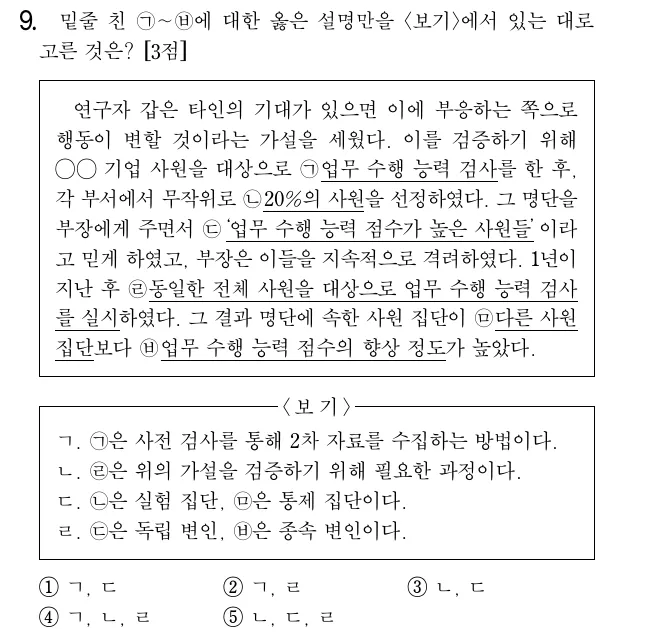 9. 밑줄 친 ㉠~㉥에 대한 옳은 설명만을 <보기>에서 있는 대로
고른 것은? [3점]
연구자 갑은 타인의 기대가 있으면 이에 부응하는 쪽으로
행동이 변할 것이라는 가설을 세웠다. 이를 검증하기 위해
○○ 기업 사원을 대상으로 ㉠업무 수행 능력 검사를 한 후,
각 부서에서 무작위로 ㉡20%의 사원을 선정하였다. 그 명단을
부장에게 주면서 ㉢‘업무 수행 능력 점수가 높은 사원들’이라
고 믿게 하였고, 부장은 이들을 지속적으로 격려하였다. 1년이
지난 후 ㉣동일한 전체 사원을 대상으로 업무 수행 능력 검사
를 실시하였다. 그 결과 명단에 속한 사원 집단이 ㉤다른 사원
집단보다 ㉥업무 수행 능력 점수의 향상 정도가 높았다.
<보 기>
ㄱ. ㉠은 사전 검사를 통해 2차 자료를 수집하는 방법이다.
ㄴ. ㉣은 위의 가설을 검증하기 위해 필요한 과정이다.
ㄷ. ㉡은 실험 집단, ㉤은 통제 집단이다.
ㄹ. ㉢은 독립 변인, ㉥은 종속 변인이다.
① ㄱ, ㄷ ② ㄱ, ㄹ ③ ㄴ, ㄷ
④ ㄱ, ㄴ, ㄹ ⑤ ㄴ, ㄷ, ㄹ